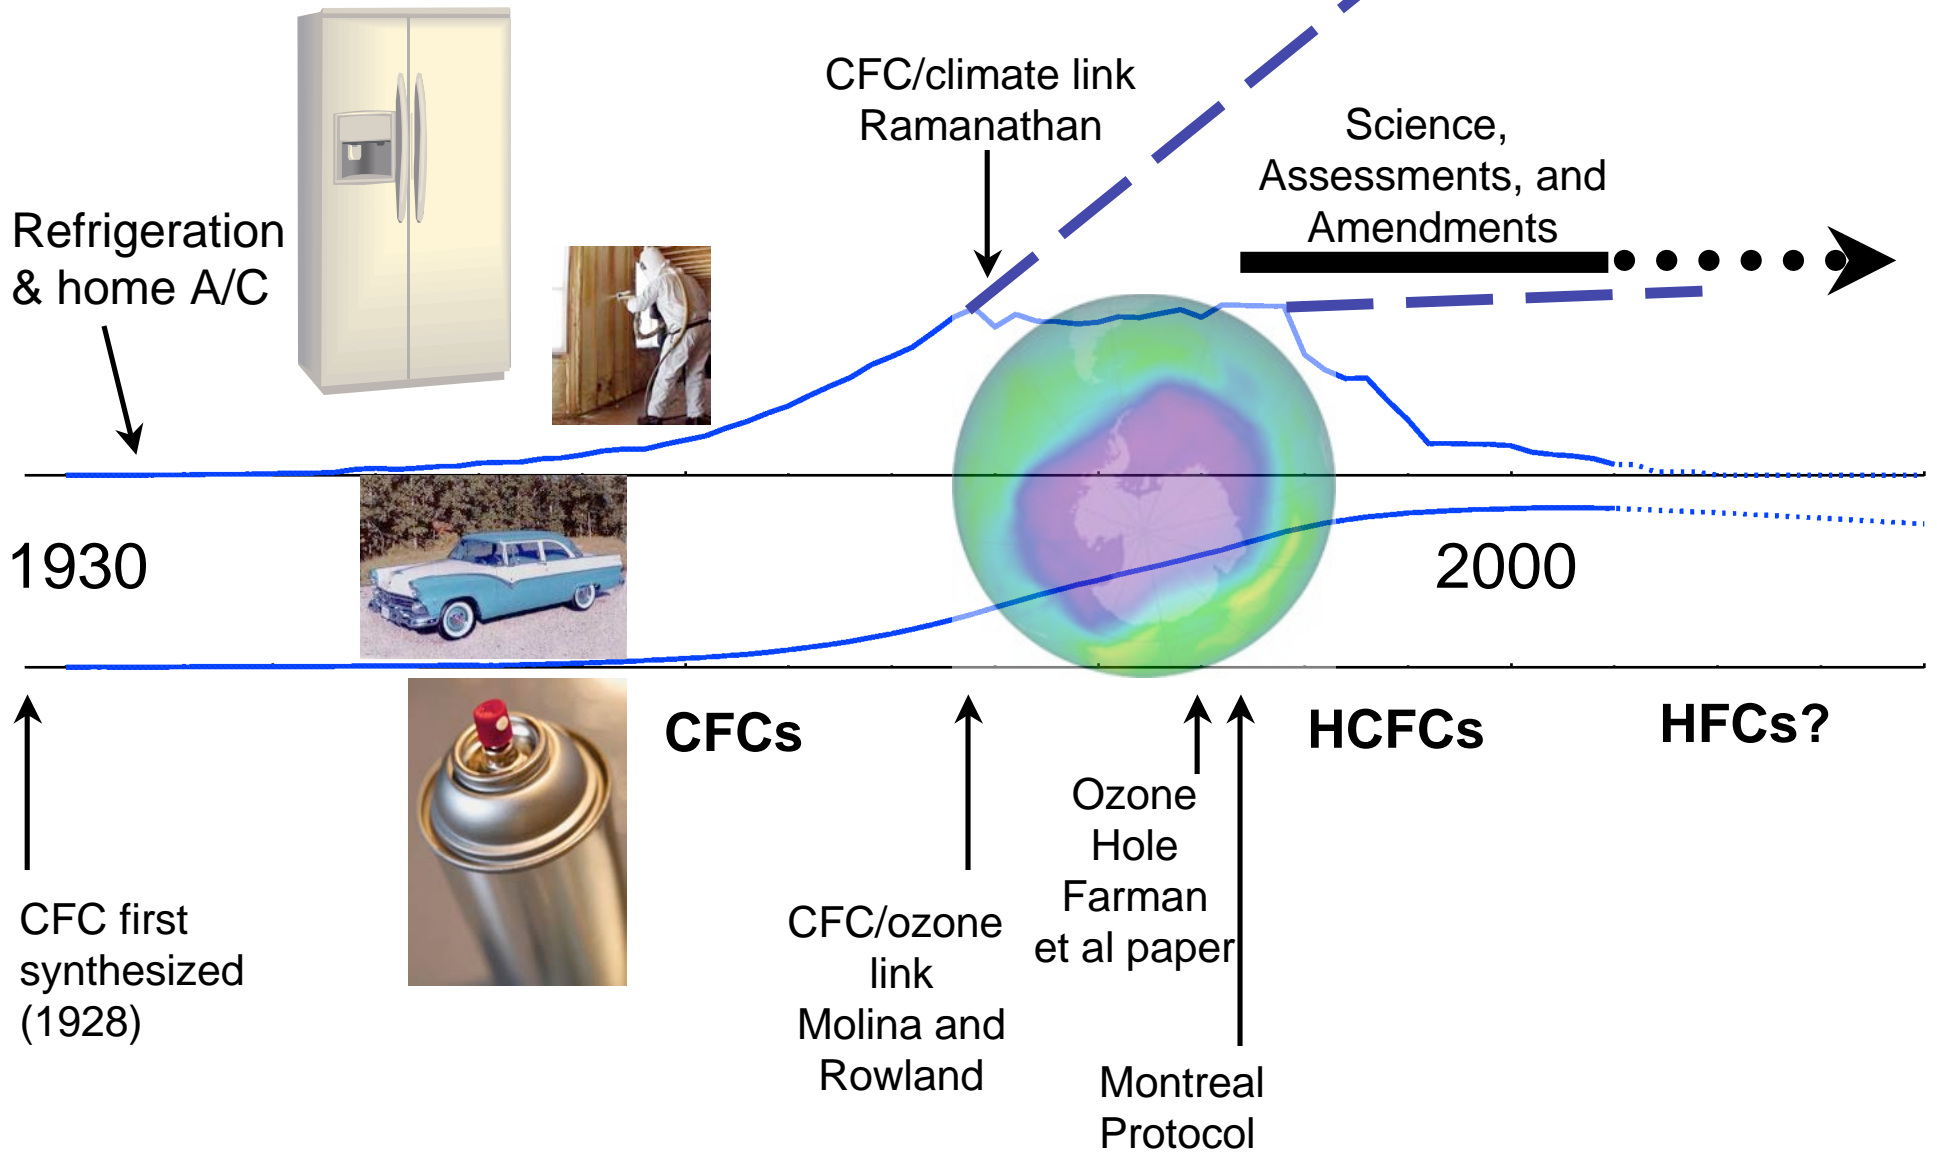 CFC/climate link
Ramanathan
Science,
Assessments, and
Amendments
Refrigeration
& home A/C
1930
2000
CFCs
HCFCs
HFCs?
CFC first
synthesized
(1928)
CFC/ozone
link
Molina and
Rowland
Ozone
Hole
Farman
et al paper
Montreal
Protocol